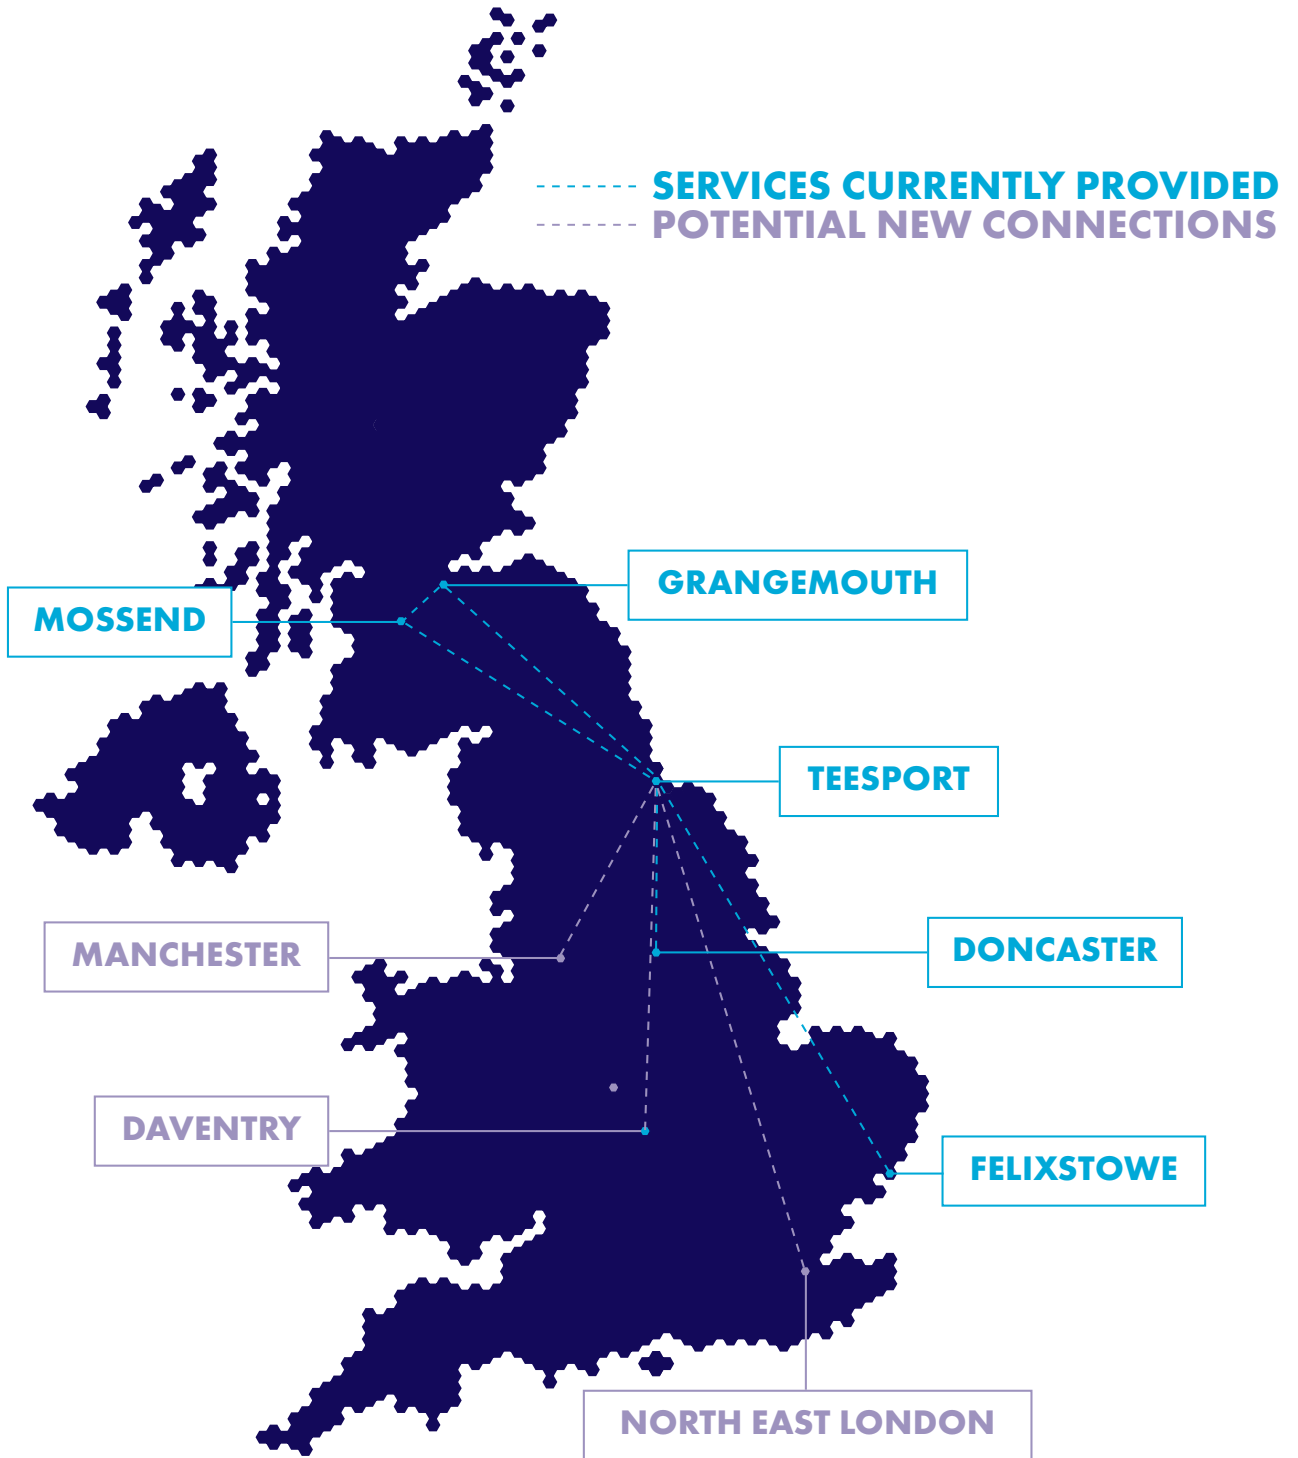 SERVICES CURRENTLY PROVIDED
POTENTIAL NEW CONNECTIONS
GRANGEMOUTH
MOSSEND
TEESPORT
MANCHESTER
DONCASTER
DAVENTRY
FELIXSTOWE
NORTH EAST LONDON